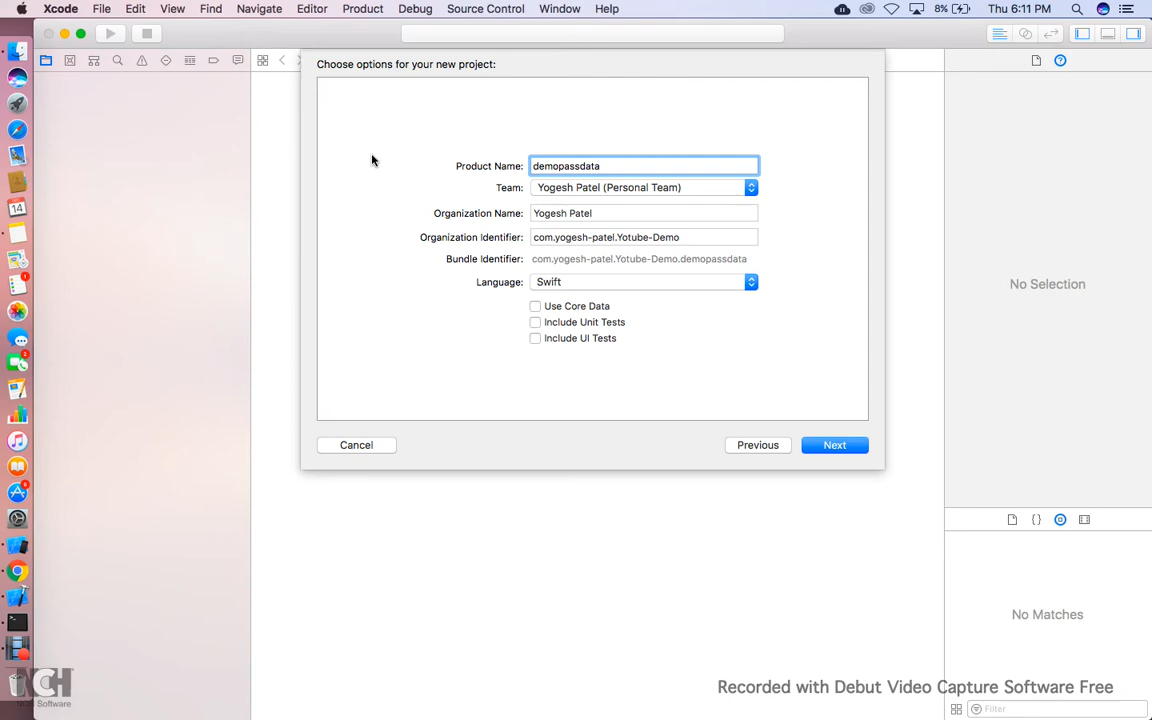 Xcode File Edit View Find Navigate Editor Product Debug Source Control Window Help 8% Thu 6:11 PM
Choose options for your new project:
Product Name: demopassdata
Team: Yogesh Patel (Personal Team)
Organization Name: Yogesh Patel
Organization Identifier: com.yogesh-patel.Yotube-Demo
Bundle Identifier: com.yogesh-patel.Yotube-Demo.demopassdata
Language: Swift
Use Core Data
Include Unit Tests
Include UI Tests
Cancel Previous Next
No Selection
No Matches
Filter
NCH
Software
Recorded with Debut Video Capture Software Free